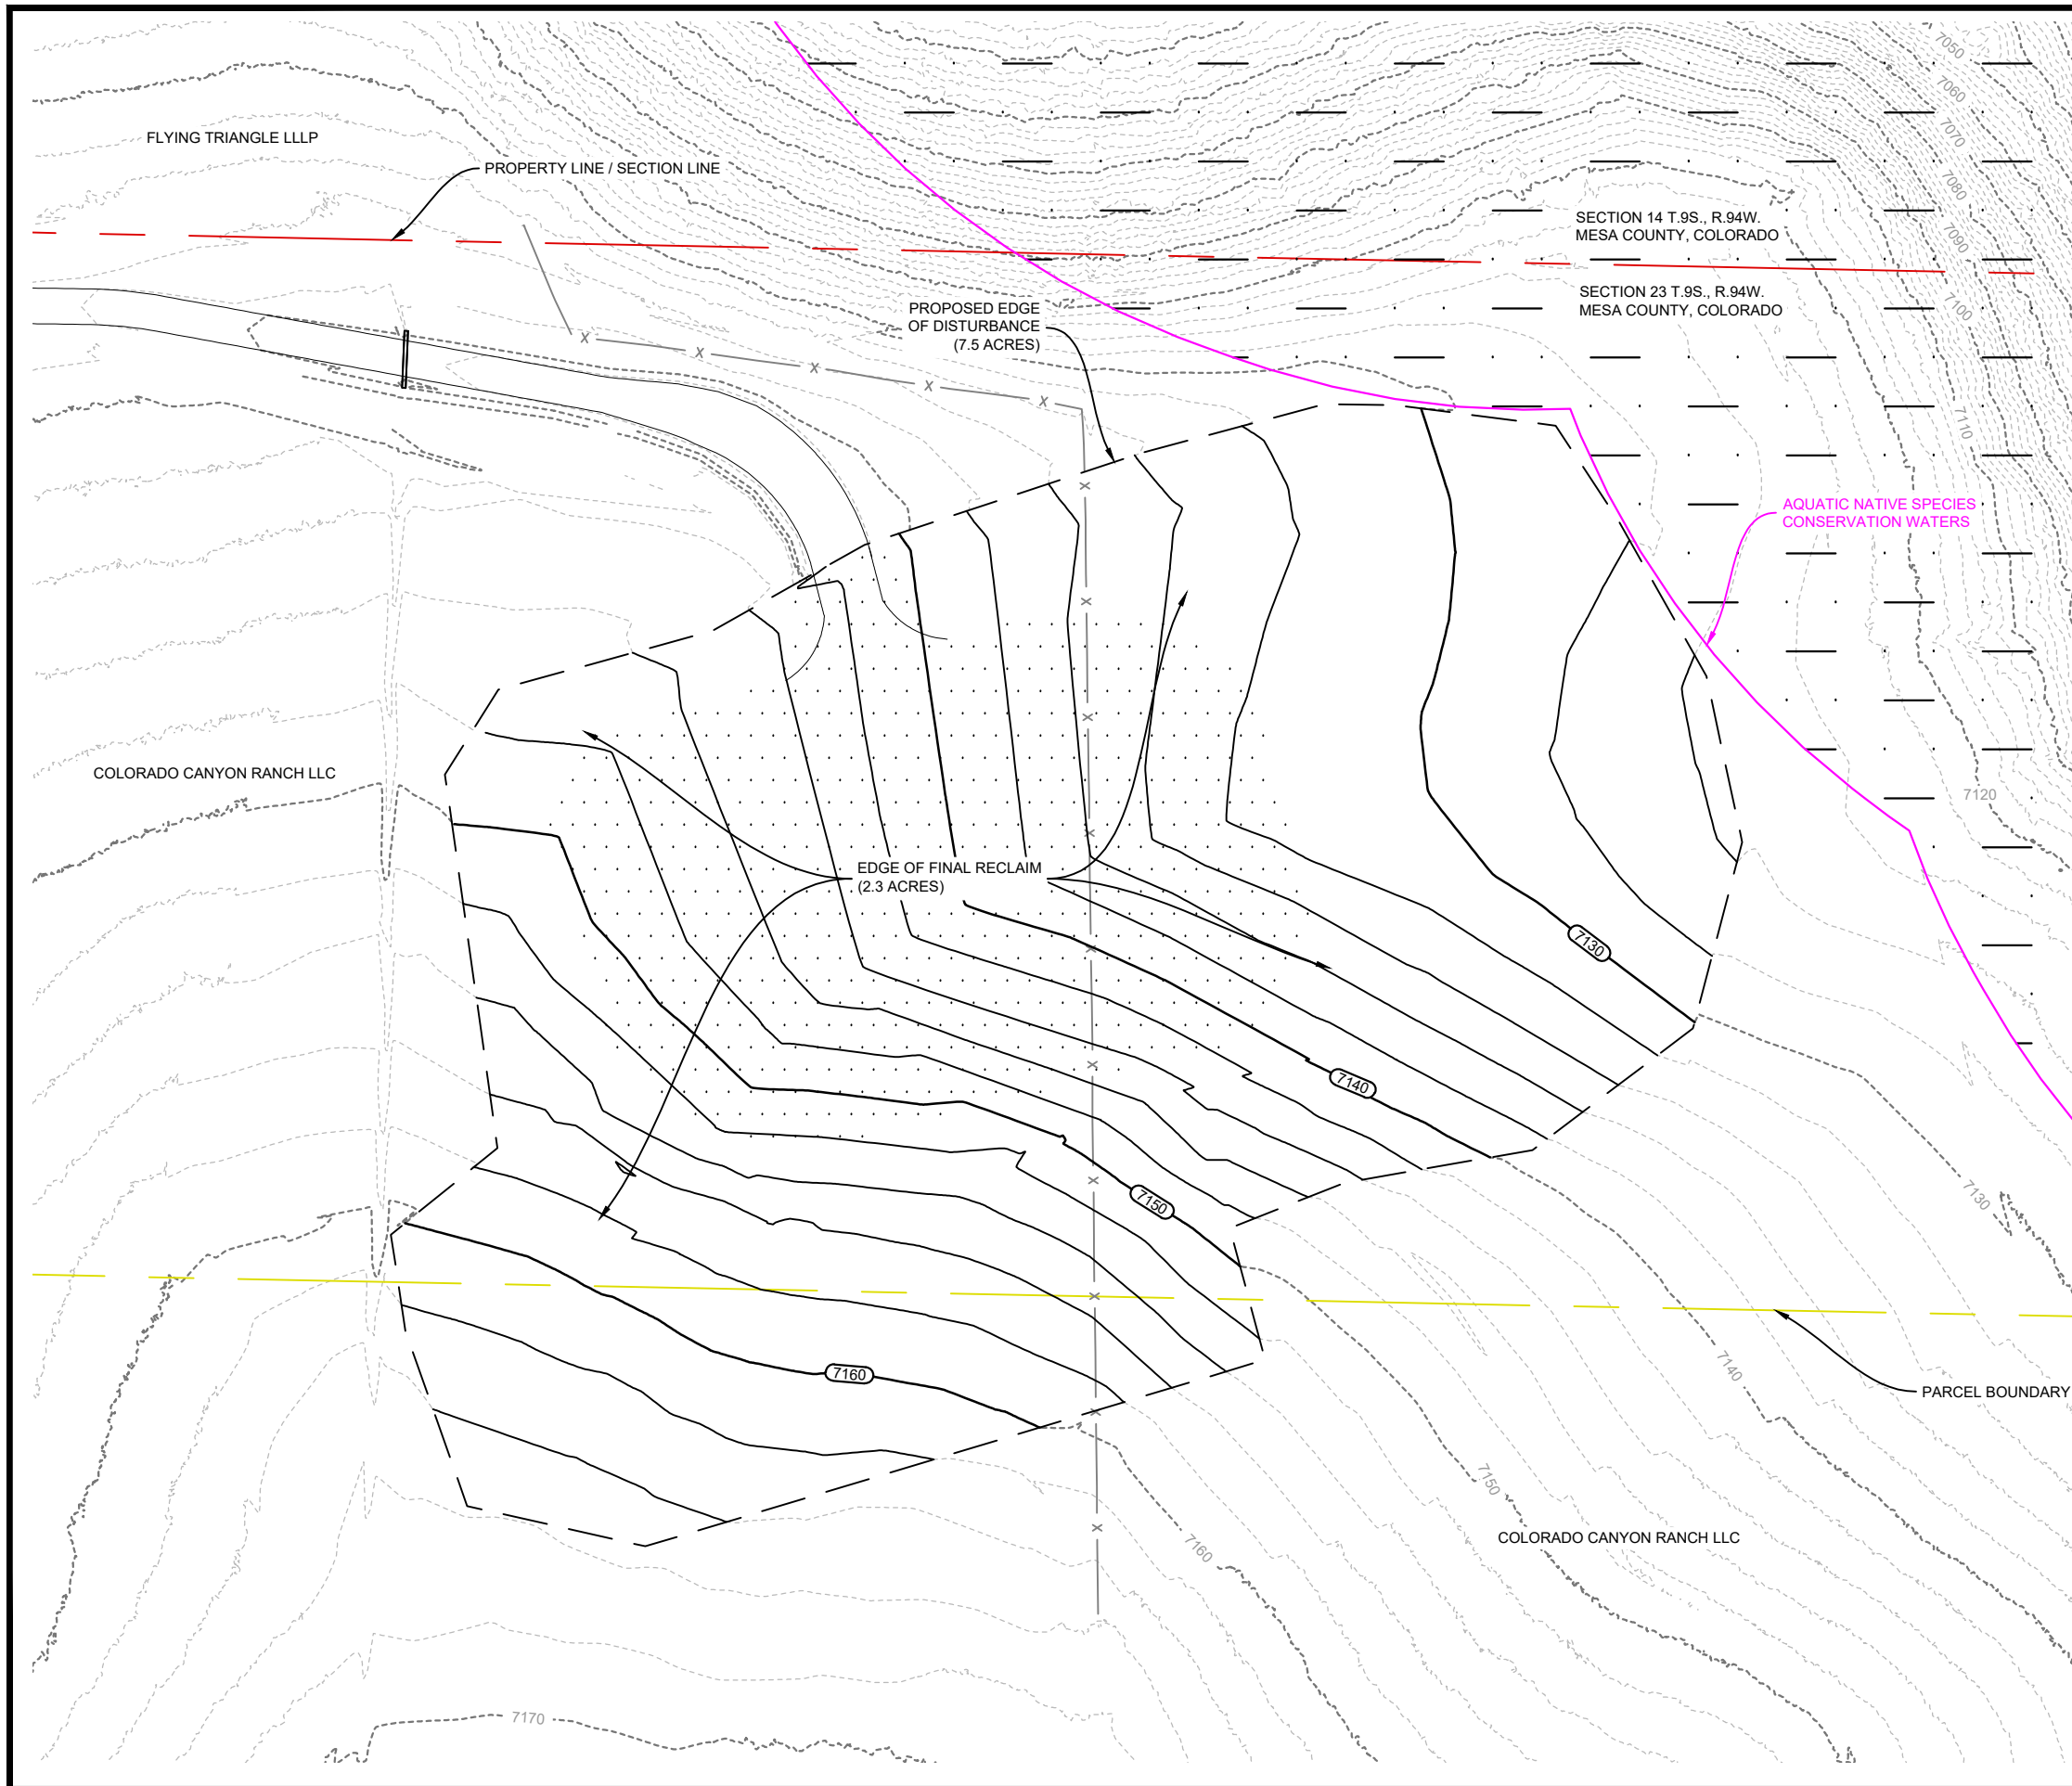 7050
7060
7070
7080
7090
7100
7110
7120
FLYING TRIANGLE LLLP
PROPERTY LINE / SECTION LINE
SECTION 14 T.9S., R.94W.
MESA COUNTY, COLORADO
SECTION 23 T.9S., R.94W.
MESA COUNTY, COLORADO
PROPOSED EDGE
OF DISTURBANCE
(7.5 ACRES)
X X X X X
AQUATIC NATIVE SPECIES
CONSERVATION WATERS
X
X
X
X
X
X
X
X
X
X
COLORADO CANYON RANCH LLC
EDGE OF FINAL RECLAIM
(2.3 ACRES)
7130
7140
7150
7160
7130
7140
7150
7160
7170
PARCEL BOUNDARY
COLORADO CANYON RANCH LLC